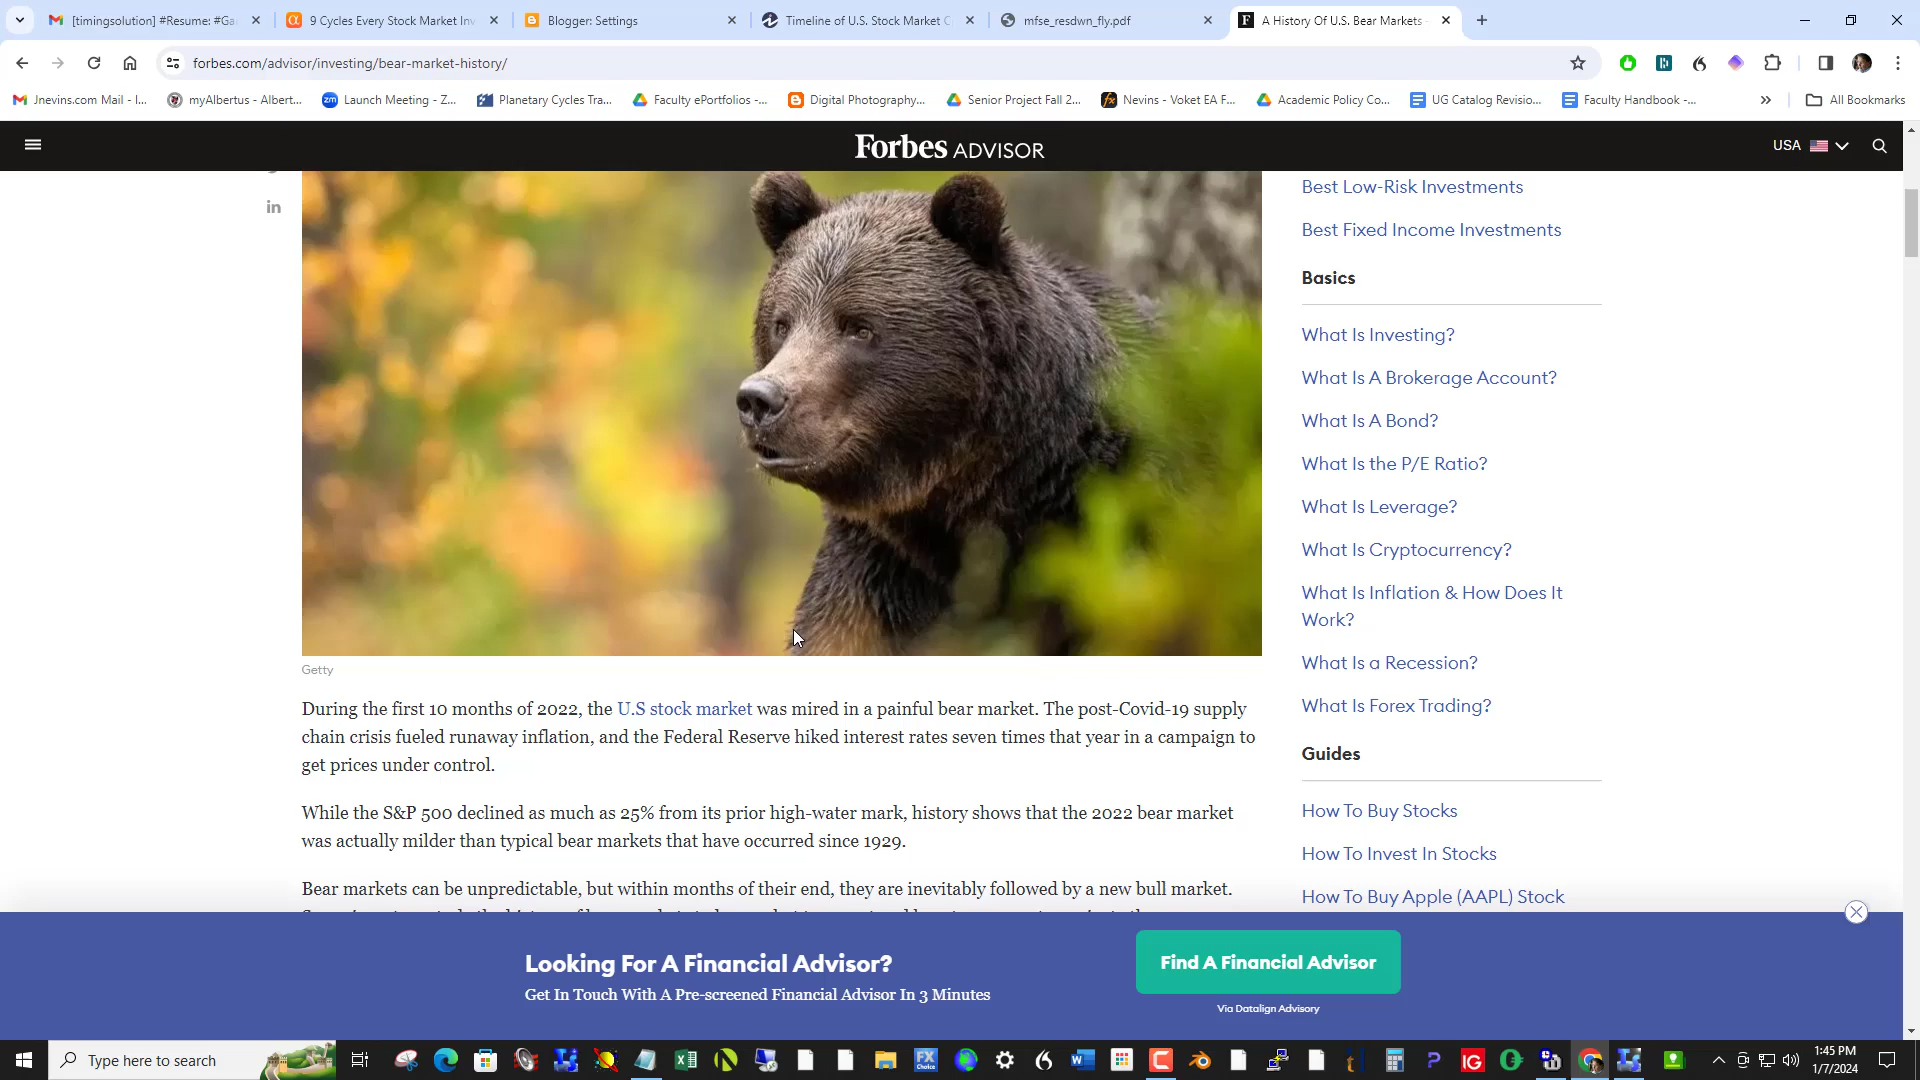 [timingsolution] #Resume: #Ga
9 Cycles Every Stock Market Inv
Blogger: Settings
Timeline of U.S. Stock Market C
mfse_resdwn_fly.pdf
A History Of U.S. Bear Markets -
forbes.com/advisor/investing/bear-market-history/
Jnevins.com Mail - I...
myAlbertus - Albert...
Launch Meeting - Z...
Planetary Cycles Tra...
Faculty ePortfolios -...
Digital Photography...
Senior Project Fall 2...
Nevins - Voket EA F...
Academic Policy Co...
UG Catalog Revisio...
Faculty Handbook -...
All Bookmarks
Forbes ADVISOR
USA
in
Best Low-Risk Investments
Best Fixed Income Investments
Basics
What Is Investing?
What Is A Brokerage Account?
What Is A Bond?
What Is the P/E Ratio?
What Is Leverage?
What Is Cryptocurrency?
What Is Inflation & How Does It
Work?
What Is a Recession?
What Is Forex Trading?
Guides
How To Buy Stocks
How To Invest In Stocks
How To Buy Apple (AAPL) Stock
Getty
During the first 10 months of 2022, the U.S stock market was mired in a painful bear market. The post-Covid-19 supply
chain crisis fueled runaway inflation, and the Federal Reserve hiked interest rates seven times that year in a campaign to
get prices under control.
While the S&P 500 declined as much as 25% from its prior high-water mark, history shows that the 2022 bear market
was actually milder than typical bear markets that have occurred since 1929.
Bear markets can be unpredictable, but within months of their end, they are inevitably followed by a new bull market.
Looking For A Financial Advisor?
Get In Touch With A Pre-screened Financial Advisor In 3 Minutes
Find A Financial Advisor
Via Datalign Advisory
Type here to search
1:45 PM
1/7/2024